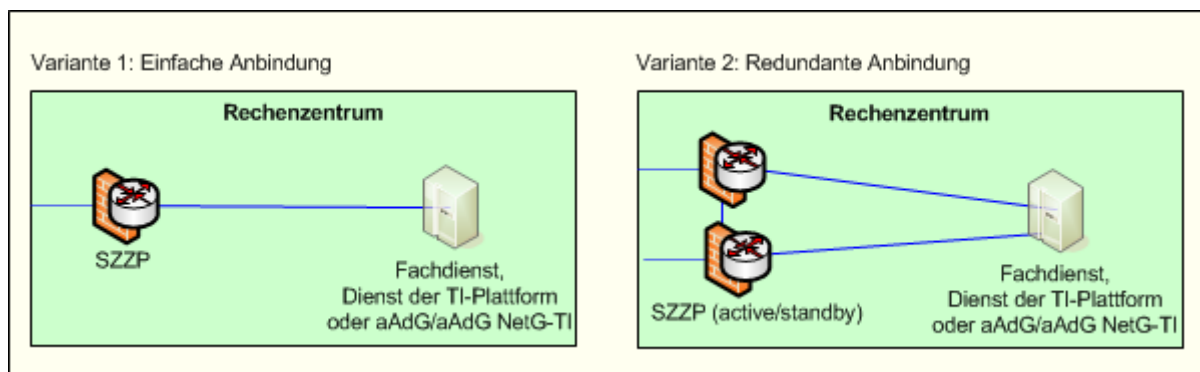 Variante 1: Einfache Anbindung
Rechenzentrum
SZZP
Fachdienst,
Dienst der TI-Plattform
oder aAdG/aAdG NetG-TI
Variante 2: Redundante Anbindung
Rechenzentrum
SZZP (active/standby)
Fachdienst,
Dienst der TI-Plattform
oder aAdG/aAdG NetG-TI